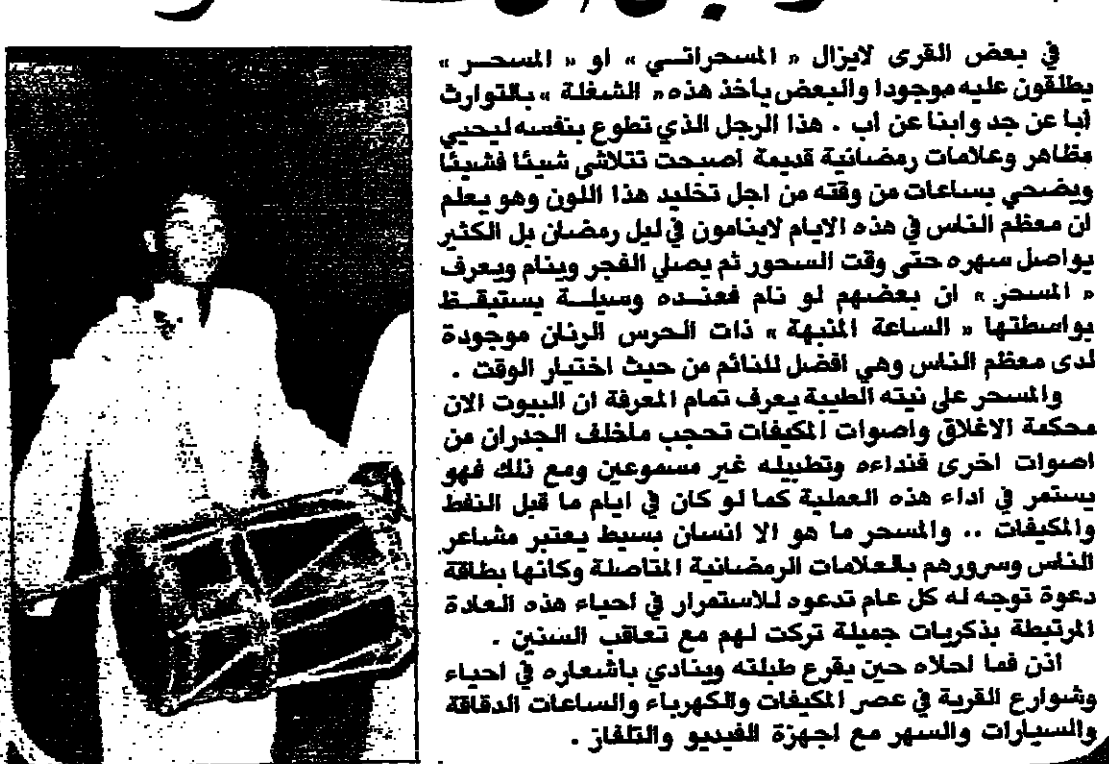 في بعض القرى لايزال « المسحراتــي » او « المسحــر »
يطلقون عليه موجودا والبعض يأخذ هذه « الشغلة » بالتوارث
أبا عن جد وابنا عن أب . هذا الرجل الذي تطوع بنفسه ليحيي
مظاهر وعلامات رمضانية قديمة أصبحت تتلاشى شيئا فشيئا
ويضحي بساعات من وقته من اجل تخليد هذا اللون وهو يعلم
ان معظم الناس في هذه الايام لاينامون في ليل رمضان بل الكثير
يواصل سهره حتى وقت السحور ثم يصلي الفجر وينام ويعرف
« المسحر » ان بعضهم لو نام فعنــده وسيلــة يستيقــظ
بواسطتها « الساعة المنبهة » ذات الجرس الرنان موجودة
لدى معظم الناس وهي افضل للنائم من حيث اختيار الوقت .
والمسحر على نيته الطيبة يعرف تمام المعرفة ان البيوت الان
محكمة الاغلاق واصوات المكيفات تحجب ماخلف الجدران من
اصوات اخرى فنداءه وتطبيله غير مسموعين ومع ذلك فهو
يستمر في اداء هذه العملية كما لو كان في ايام ما قبل النفط
والمكيفات .. والمسحر ما هو الا انسان بسيط يعتبر مشاعر
الناس وسرورهم بالعلامات الرمضانية المتاصلة وكانها بطاقة
دعوة توجه له كل عام تدعوه للاستمرار في احياء هذه العادة
المرتبطة بذكريات جميلة تركت لهم مع تعاقب السنين .
اذن فما احلاه حين يقرع طبلته وينادي باشعاره في احياء
وشوارع القرية في عصر المكيفات والكهرباء والساعات الدقاقة
والسيارات والسهر مع اجهزة الفيديو والتلفاز .